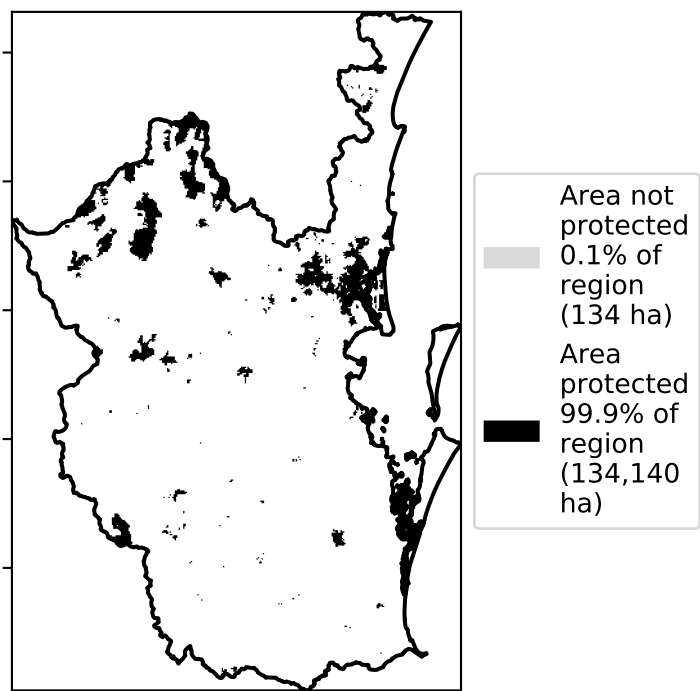 Area not
protected
0.1% of
region
(134 ha)
Area
protected
99.9% of
region
(134,140
ha)